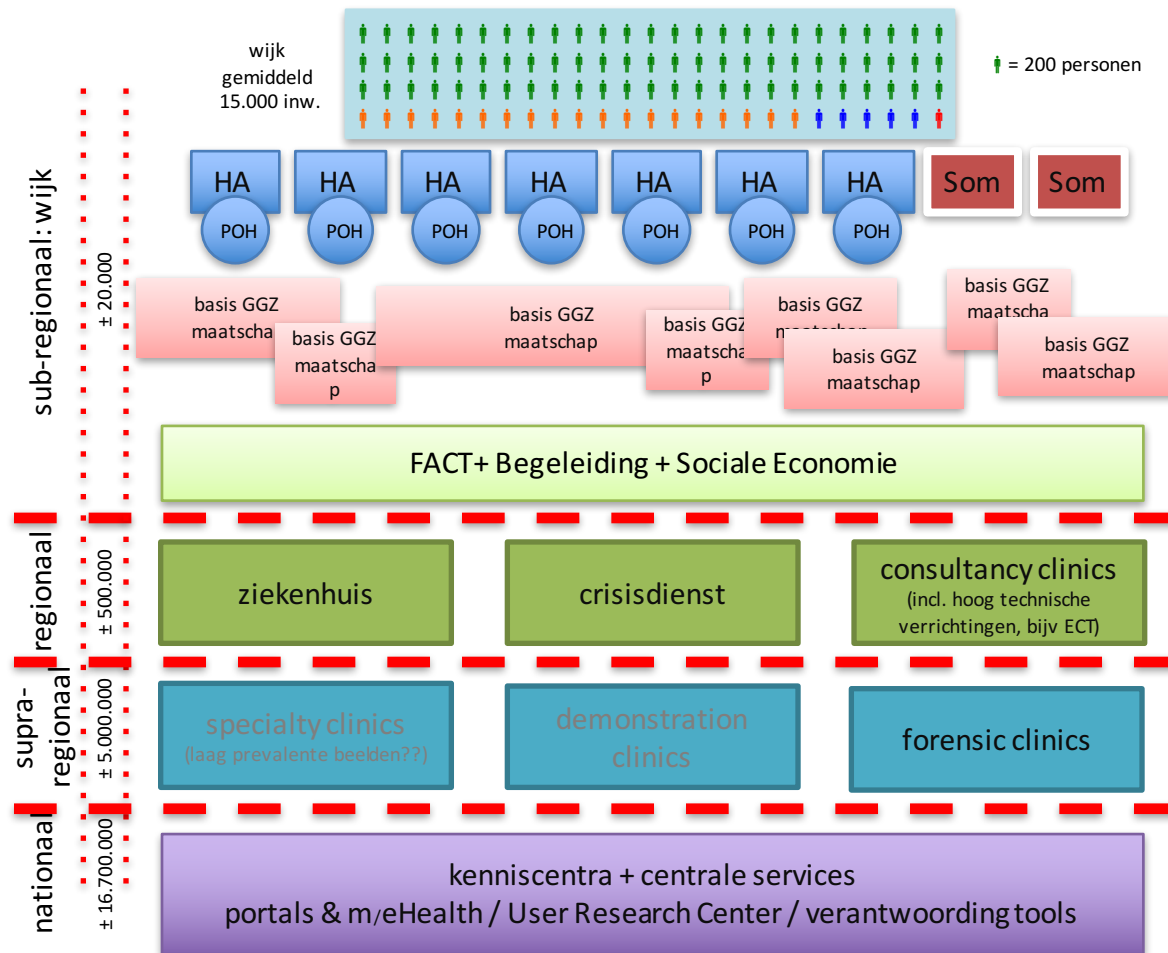 wijk
gemiddeld
15.000 inw.
= 200 personen
sub-regionaal: wijk
± 20.000
HA
HA
HA
HA
HA
HA
HA
Som
Som
POH
POH
POH
POH
POH
POH
POH
basis GGZ
maatschap
basis GGZ
maatscha
p
basis GGZ
maatschap
basis GGZ
maatscha
p
basis GGZ
maatschap
basis GGZ
maatschap
basis GGZ
maatscha
basis GGZ
maatschap
FACT+ Begeleiding + Sociale Economie
regionaal
± 500.000
ziekenhuis
crisisdienst
consultancy clinics
(incl. hoog technische
verrichtingen, bijv ECT)
supra-
regionaal
± 5.000.000
specialty clinics
(laag prevalente beelden??)
demonstration
clinics
forensic clinics
nationaal
± 16.700.000
kenniscentra + centrale services
portals & m/eHealth / User Research Center / verantwoording tools